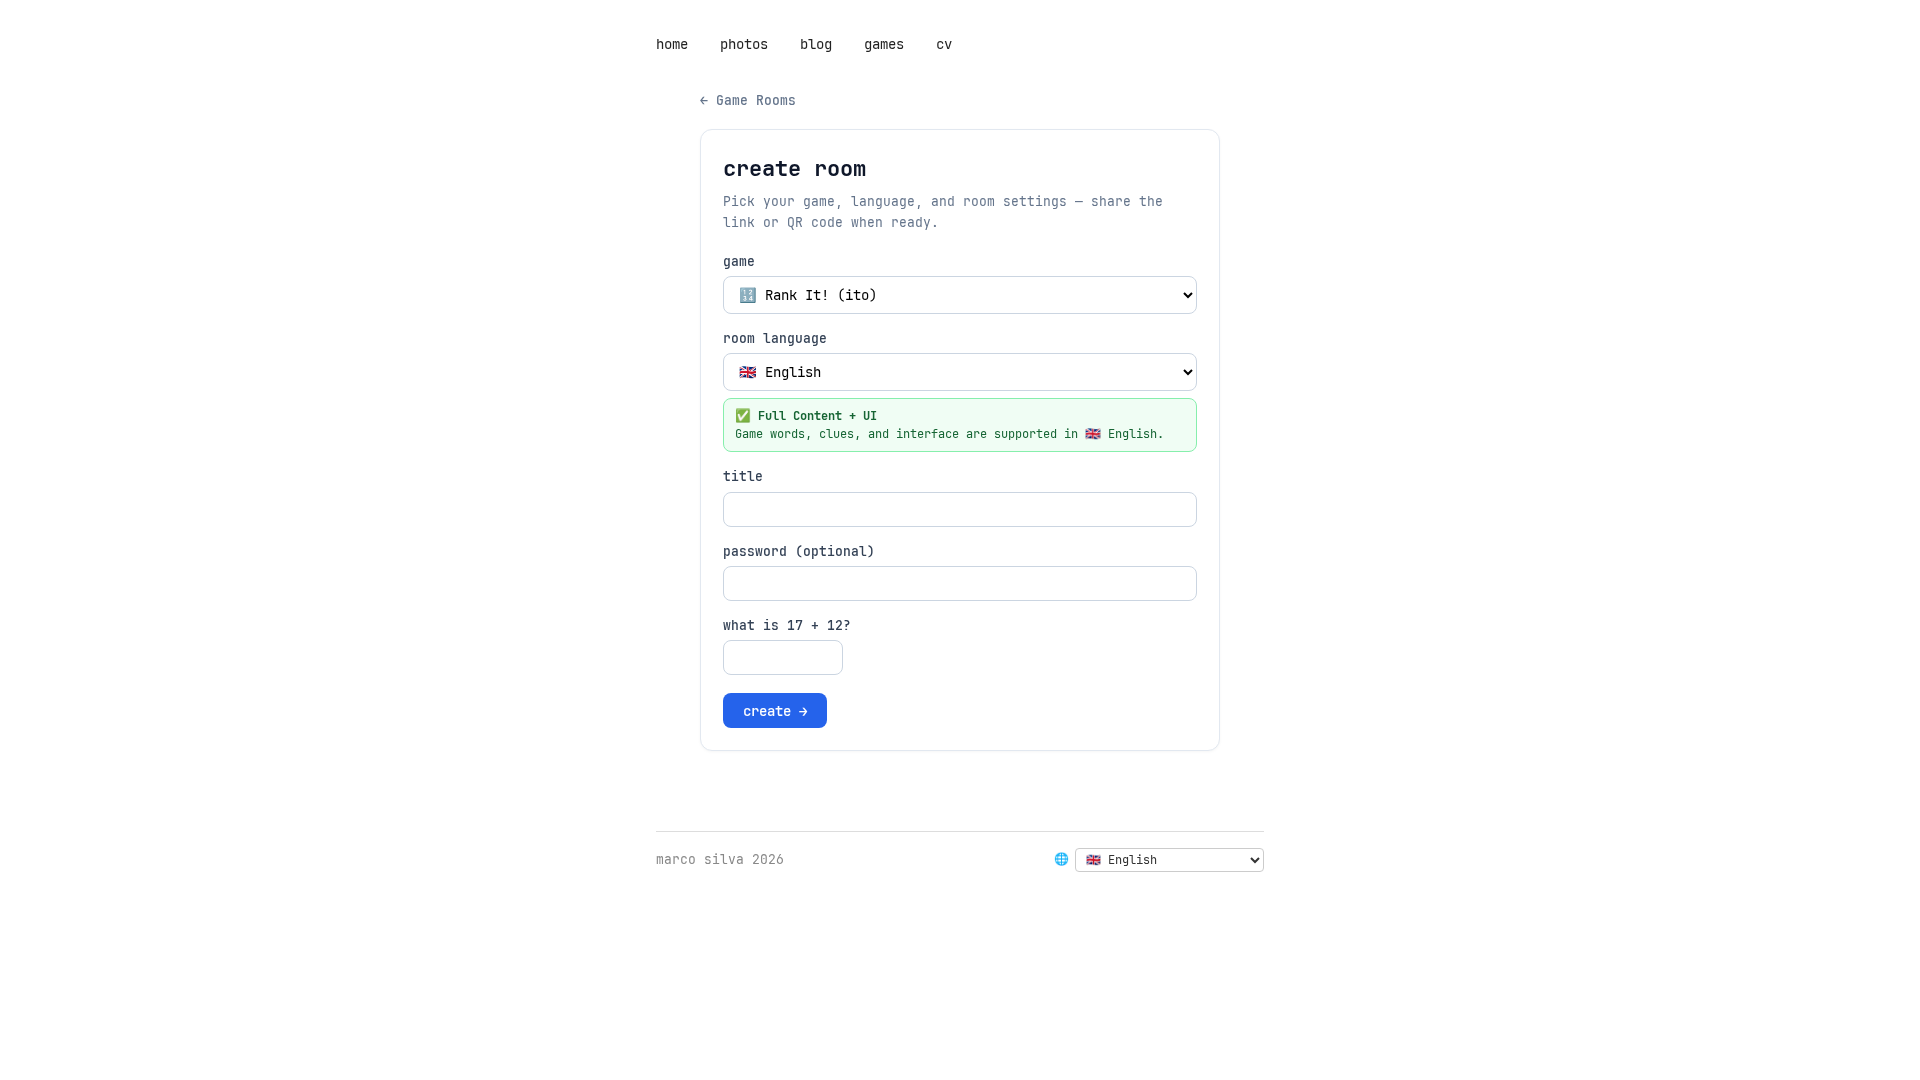 home photos blog games cv
← Game Rooms
create room
Pick your game, language, and room settings — share the
link or QR code when ready.
game
🔢 Rank It! (ito)
room language
🇬🇧 English
✅ Full Content + UI
Game words, clues, and interface are supported in 🇬🇧 English.
title
password (optional)
what is 17 + 12?
create →
marco silva 2026
🌐 🇬🇧 English